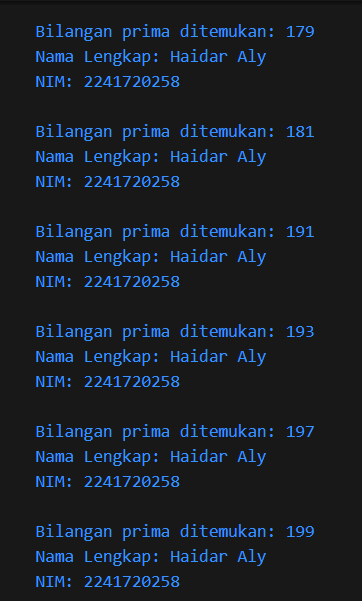 Bilangan prima ditemukan: 179
Nama Lengkap: Haidar Aly
NIM: 2241720258
Bilangan prima ditemukan: 181
Nama Lengkap: Haidar Aly
NIM: 2241720258
Bilangan prima ditemukan: 191
Nama Lengkap: Haidar Aly
NIM: 2241720258
Bilangan prima ditemukan: 193
Nama Lengkap: Haidar Aly
NIM: 2241720258
Bilangan prima ditemukan: 197
Nama Lengkap: Haidar Aly
NIM: 2241720258
Bilangan prima ditemukan: 199
Nama Lengkap: Haidar Aly
NIM: 2241720258